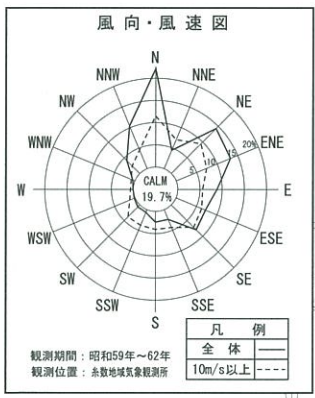 風向・風速図
N
NNW
NNE
NW
NE
WNW
ENE
20%
15
10
5
W
CALM
19.7%
E
WSW
ESE
SW
SE
SSW
SSE
S
凡 例
全 体
10m/s以上
観測期間：昭和59年～62年
観測位置：糸数地域気象観測所